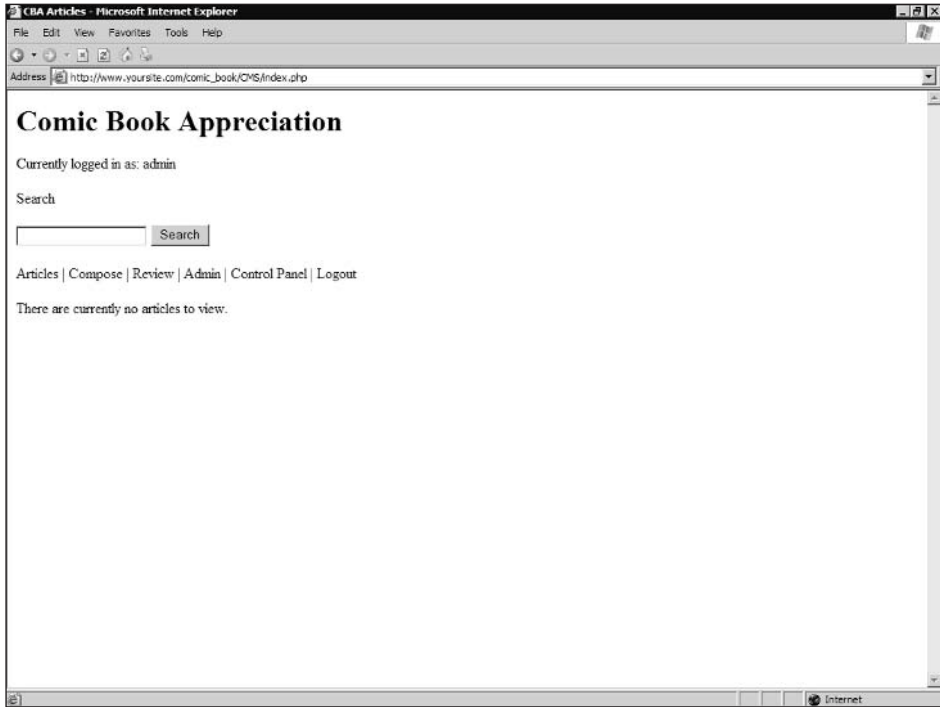 CBA Articles - Microsoft Internet Explorer
File Edit View Favorites Tools Help
Address http://www.yoursite.com/comic_book/CMS/index.php
Comic Book Appreciation
Currently logged in as: admin
Search
Search
Articles | Compose | Review | Admin | Control Panel | Logout
There are currently no articles to view.
Internet